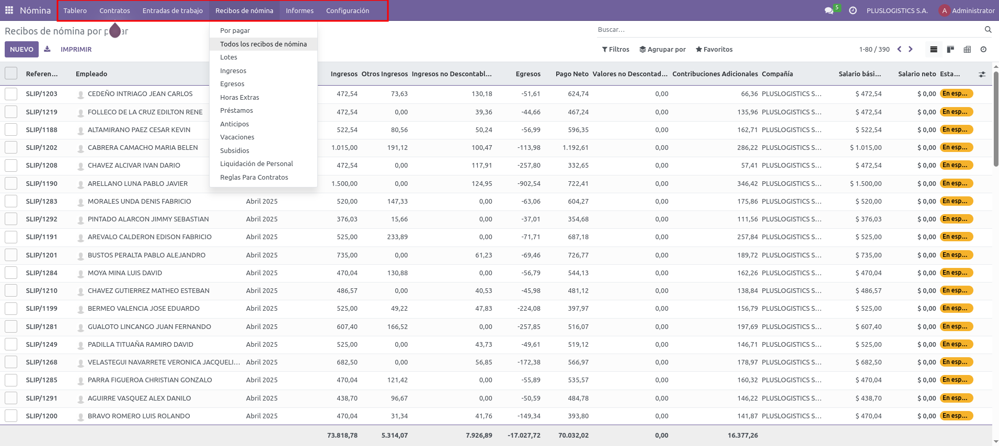 Nómina Tablero Contratos Entradas de trabajo Recibos de nómina Informes Configuración 5 PLUSLOGISTICS S.A. A Administrator
Recibos de nómina por
Buscar...
NUEVO IMPRIMIR Filtros Agrupar por Favoritos 1-80 / 390
Por pagar
Todos los recibos de nómina
Lotes
Ingresos
Egresos
Horas Extras
Préstamos
Anticipos
Vacaciones
Subsidios
Liquidación de Personal
Reglas Para Contratos
Referen... Empleado Ingresos Otros Ingresos Ingresos no Descontabl... Egresos Pago Neto Valores no Descontad... Contribuciones Adicionales Compañía Salario bási... Salario neto Esta...
SLIP/1203 CEDEÑO INTRIAGO JEAN CARLOS 472,54 73,63 130,18 -51,61 624,74 0,00 66,36 PLUSLOGISTICS S... $ 472,54 $ 0,00 En esp...
SLIP/1219 FOLLECO DE LA CRUZ EDILTON RENE 472,54 0,00 39,36 -44,66 467,24 0,00 135,96 PLUSLOGISTICS S... $ 472,54 $ 0,00 En esp...
SLIP/1188 ALTAMIRANO PAEZ CESAR KEVIN 522,54 80,56 50,24 -56,99 596,35 0,00 162,71 PLUSLOGISTICS S... $ 522,54 $ 0,00 En esp...
SLIP/1202 CABRERA CAMACHO MARIA BELEN 1.015,00 191,12 100,47 -113,98 1.192,61 0,00 286,22 PLUSLOGISTICS S... $ 1.015,00 $ 0,00 En esp...
SLIP/1208 CHAVEZ ALCIVAR IVAN DARIO 472,54 0,00 117,91 -257,80 332,65 0,00 57,41 PLUSLOGISTICS S... $ 472,54 $ 0,00 En esp...
SLIP/1190 ARELLANO LUNA PABLO JAVIER 1.500,00 0,00 124,95 -902,54 722,41 0,00 346,42 PLUSLOGISTICS S... $ 1.500,00 $ 0,00 En esp...
SLIP/1283 MORALES UNDA DENIS FABRICIO Abril 2025 520,00 147,33 0,00 -63,06 604,27 0,00 175,86 PLUSLOGISTICS S... $ 520,00 $ 0,00 En esp...
SLIP/1292 PINTADO ALARCON JIMMY SEBASTIAN Abril 2025 376,03 15,66 0,00 -37,01 354,68 0,00 111,56 PLUSLOGISTICS S... $ 376,03 $ 0,00 En esp...
SLIP/1191 AREVALO CALDERON EDISON FABRICIO Abril 2025 525,00 233,89 0,00 -71,71 687,18 0,00 257,84 PLUSLOGISTICS S... $ 525,00 $ 0,00 En esp...
SLIP/1201 BUSTOS PERALTA PABLO ALEJANDRO Abril 2025 735,00 0,00 61,23 -69,46 726,77 0,00 189,72 PLUSLOGISTICS S... $ 735,00 $ 0,00 En esp...
SLIP/1284 MOYA MINA LUIS DAVID Abril 2025 470,04 130,88 0,00 -56,79 544,13 0,00 162,26 PLUSLOGISTICS S... $ 470,04 $ 0,00 En esp...
SLIP/1210 CHAVEZ GUTIERREZ MATHEO ESTEBAN Abril 2025 486,57 0,00 40,53 -45,98 481,12 0,00 138,84 PLUSLOGISTICS S... $ 486,57 $ 0,00 En esp...
SLIP/1199 BERMEO VALENCIA JOSE EDUARDO Abril 2025 525,00 49,22 47,83 -224,08 397,97 0,00 156,79 PLUSLOGISTICS S... $ 525,00 $ 0,00 En esp...
SLIP/1281 GUALOTO LINCANGO JUAN FERNANDO Abril 2025 607,40 166,52 0,00 -257,85 516,07 0,00 197,69 PLUSLOGISTICS S... $ 607,40 $ 0,00 En esp...
SLIP/1249 PADILLA TITUAÑA RAMIRO DAVID Abril 2025 525,00 0,00 43,73 -49,61 519,12 0,00 146,71 PLUSLOGISTICS S... $ 525,00 $ 0,00 En esp...
SLIP/1268 VELASTEGUI NAVARRETE VERONICA JACQUELI... Abril 2025 682,50 0,00 56,85 -172,38 566,97 0,00 178,97 PLUSLOGISTICS S... $ 682,50 $ 0,00 En esp...
SLIP/1285 PARRA FIGUEROA CHRISTIAN GONZALO Abril 2025 470,04 121,42 0,00 -55,89 535,57 0,00 160,32 PLUSLOGISTICS S... $ 470,04 $ 0,00 En esp...
SLIP/1291 AGUIRRE VASQUEZ ALEX DANILO Abril 2025 438,70 96,67 0,00 -50,59 484,78 0,00 146,22 PLUSLOGISTICS S... $ 438,70 $ 0,00 En esp...
SLIP/1200 BRAVO ROMERO LUIS ROLANDO Abril 2025 470,04 31,34 41,76 -149,34 393,80 0,00 141,87 PLUSLOGISTICS S... $ 470,04 $ 0,00 En esp...
73.818,78 5.314,07 7.926,89 -17.027,72 70.032,02 0,00 16.377,26